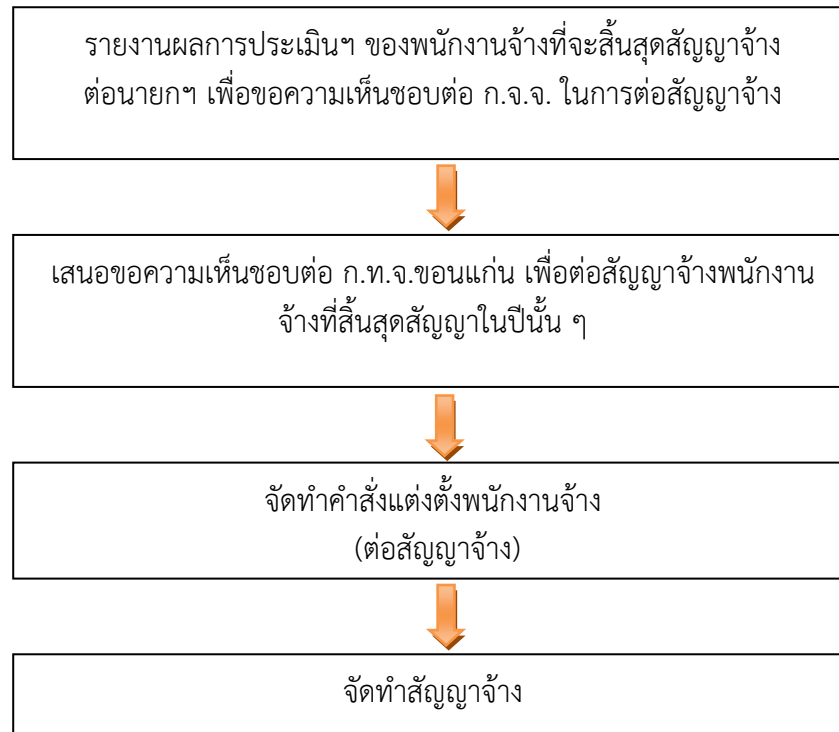 รายงานผลการประเมินฯ ของพนักงานจ้างที่จะสิ้นสุดสัญญาจ้าง
ต่อนายกฯ เพื่อขอความเห็นชอบต่อ ก.จ.จ. ในการต่อสัญญาจ้าง
เสนอขอความเห็นชอบต่อ ก.ท.จ.ขอนแก่น เพื่อต่อสัญญาจ้างพนักงาน
จ้างที่สิ้นสุดสัญญาในปีนั้น ๆ
จัดทำคำสั่งแต่งตั้งพนักงานจ้าง
(ต่อสัญญาจ้าง)
จัดทำสัญญาจ้าง